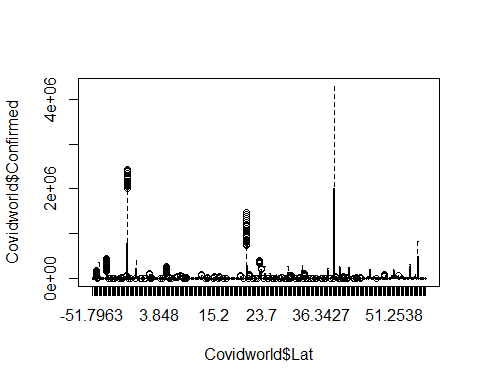 Covidworld$Confirmed
4e+06
2e+06
0e+00
-51.7963 3.848 15.2 23.7 36.3427 51.2538
Covidworld$Lat